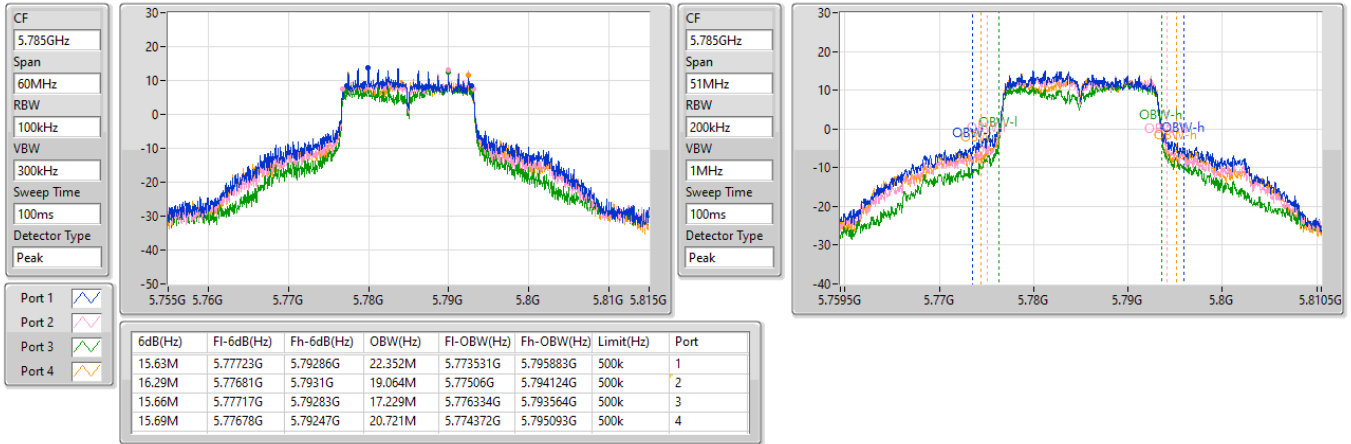 CF
5.785GHz
Span
60MHz
RBW
100kHz
VBW
300kHz
Sweep Time
100ms
Detector Type
Peak
30
20
10
0
-10
-20
-30
-40
-50
5.755G 5.76G 5.77G 5.78G 5.79G 5.8G 5.81G 5.815G
CF
5.785GHz
Span
51MHz
RBW
200kHz
VBW
1MHz
Sweep Time
100ms
Detector Type
Peak
30
20
10
0
-10
-20
-30
-40
OBW-l
OBW-h
OBW-h
5.7595G 5.77G 5.78G 5.79G 5.8G 5.8105G
Port 1
Port 2
Port 3
Port 4
6dB(Hz) Fl-6dB(Hz) Fh-6dB(Hz) OBW(Hz) Fl-OBW(Hz) Fh-OBW(Hz) Limit(Hz) Port
15.63M 5.77723G 5.79286G 22.352M 5.773531G 5.795883G 500k 1
16.29M 5.77681G 5.7931G 19.064M 5.77506G 5.794124G 500k 2
15.66M 5.77717G 5.79283G 17.229M 5.776334G 5.793564G 500k 3
15.69M 5.77678G 5.79247G 20.721M 5.774372G 5.795093G 500k 4